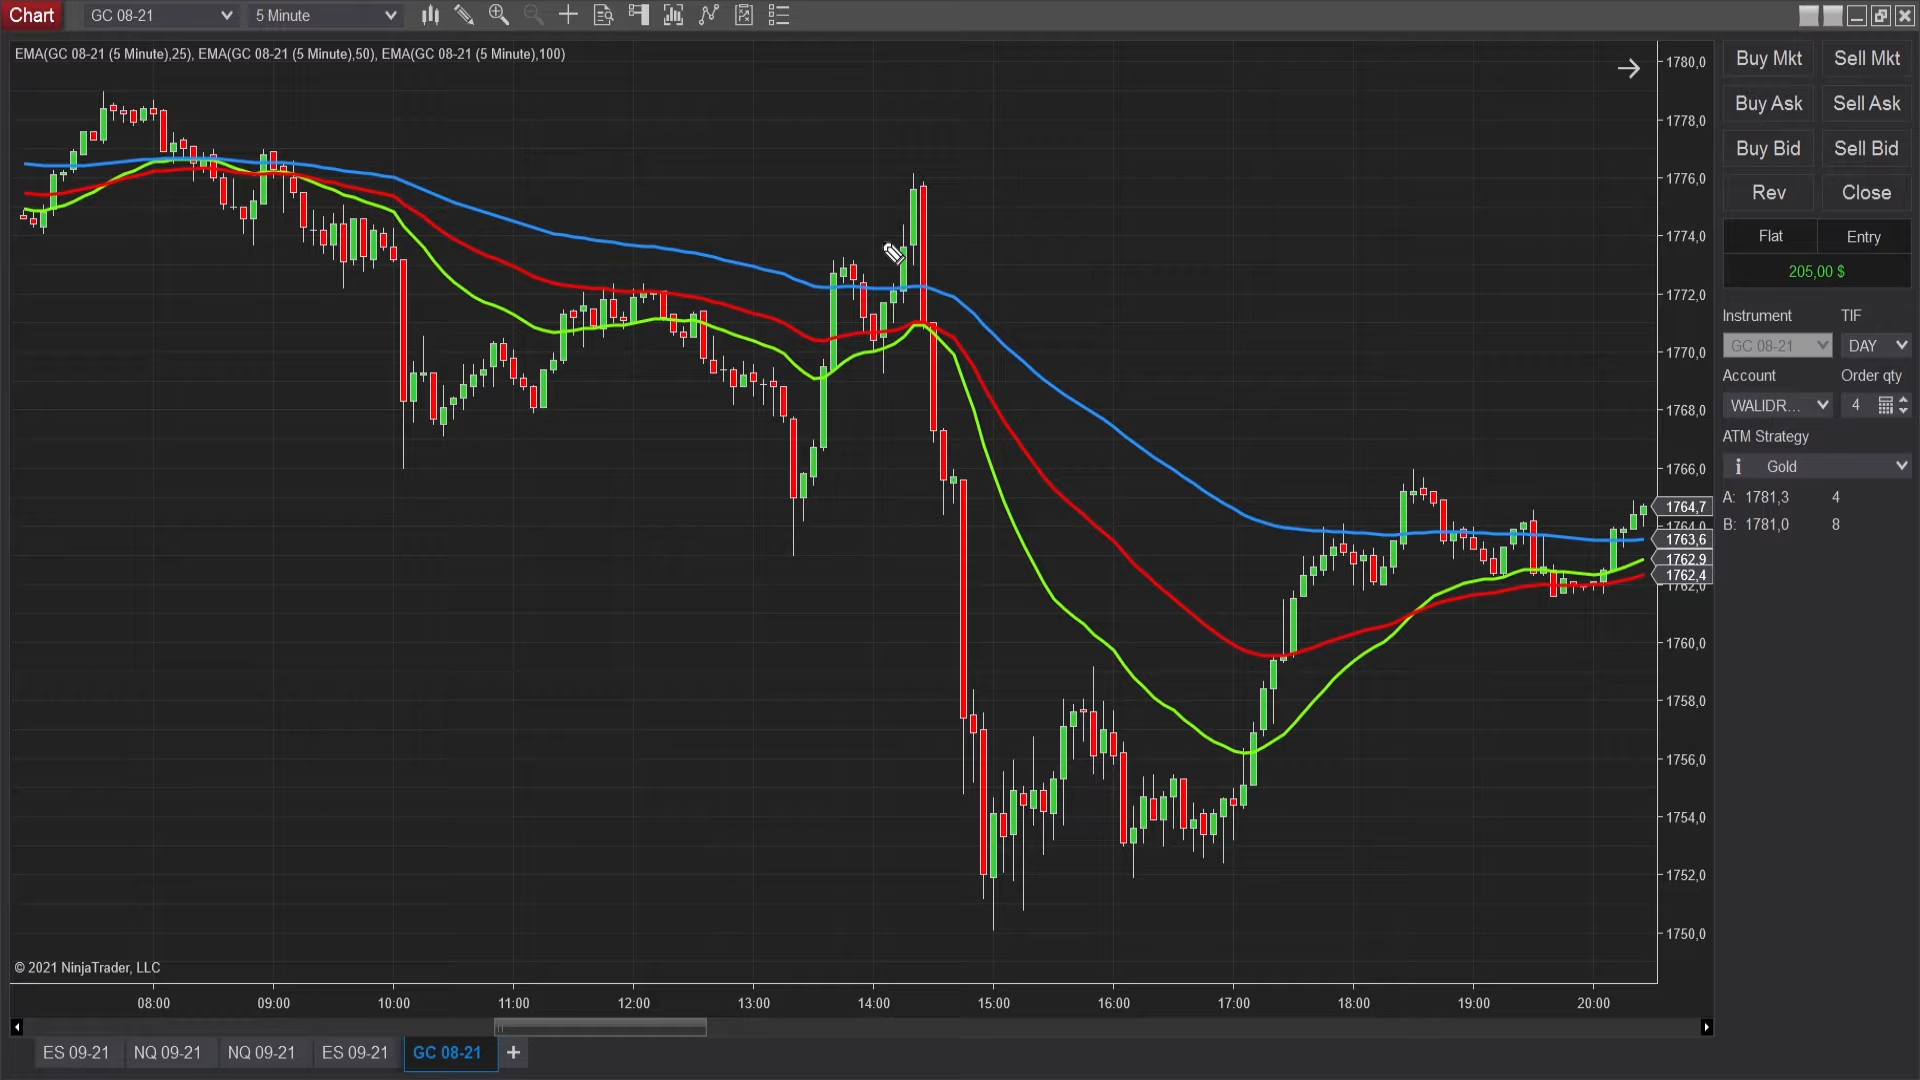 Chart GC 08-21 5 Minute
EMA(GC 08-21 (5 Minute),25), EMA(GC 08-21 (5 Minute),50), EMA(GC 08-21 (5 Minute),100)
1780,0
1778,0
1776,0
1774,0
1772,0
1770,0
1768,0
1766,0
1764,7
1764,0
1763,6
1762,9
1762,4
1762,0
1760,0
1758,0
1756,0
1754,0
1752,0
1750,0
Buy Mkt Sell Mkt
Buy Ask Sell Ask
Buy Bid Sell Bid
Rev Close
Flat Entry
205,00 $
Instrument TIF
GC 08-21 DAY
Account Order qty
WALIDR... 4
ATM Strategy
i Gold
A: 1781,3 4
B: 1781,0 8
© 2021 NinjaTrader, LLC
08:00 09:00 10:00 11:00 12:00 13:00 14:00 15:00 16:00 17:00 18:00 19:00 20:00
ES 09-21 NQ 09-21 NQ 09-21 ES 09-21 GC 08-21 +